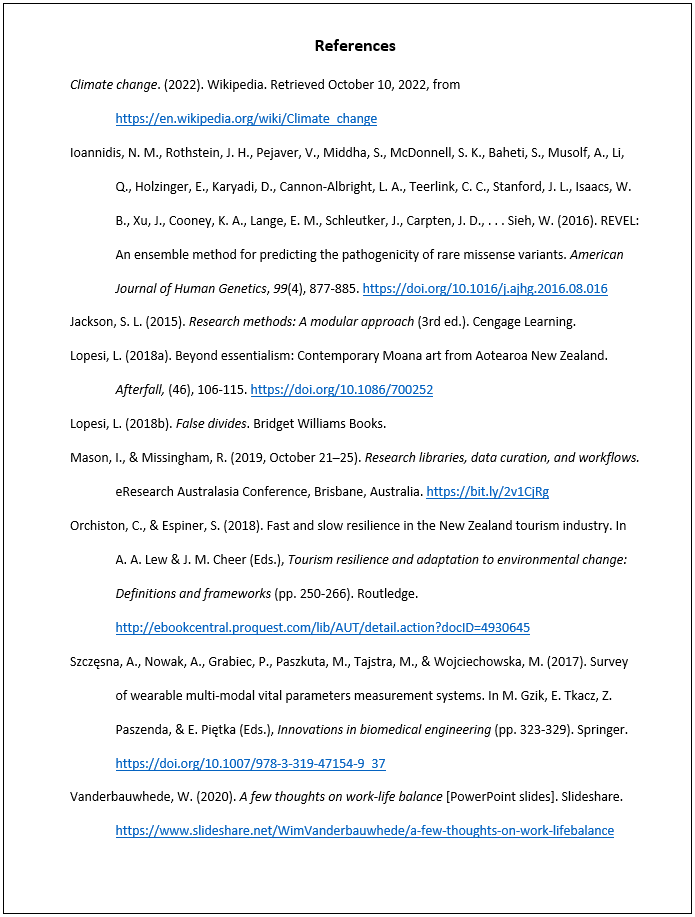 References
Climate change. (2022). Wikipedia. Retrieved October 10, 2022, from
https://en.wikipedia.org/wiki/Climate_change
Ioannidis, N. M., Rothstein, J. H., Pejaver, V., Middha, S., McDonnell, S. K., Baheti, S., Musolf, A., Li,
Q., Holzinger, E., Karyadi, D., Cannon-Albright, L. A., Teerlink, C. C., Stanford, J. L., Isaacs, W.
B., Xu, J., Cooney, K. A., Lange, E. M., Schleutker, J., Carpten, J. D., . . . Sieh, W. (2016). REVEL:
An ensemble method for predicting the pathogenicity of rare missense variants. American
Journal of Human Genetics, 99(4), 877-885. https://doi.org/10.1016/j.ajhg.2016.08.016
Jackson, S. L. (2015). Research methods: A modular approach (3rd ed.). Cengage Learning.
Lopesi, L. (2018a). Beyond essentialism: Contemporary Moana art from Aotearoa New Zealand.
Afterfall, (46), 106-115. https://doi.org/10.1086/700252
Lopesi, L. (2018b). False divides. Bridget Williams Books.
Mason, I., & Missingham, R. (2019, October 21–25). Research libraries, data curation, and workflows.
eResearch Australasia Conference, Brisbane, Australia. https://bit.ly/2v1CjRg
Orchiston, C., & Espiner, S. (2018). Fast and slow resilience in the New Zealand tourism industry. In
A. A. Lew & J. M. Cheer (Eds.), Tourism resilience and adaptation to environmental change:
Definitions and frameworks (pp. 250-266). Routledge.
http://ebookcentral.proquest.com/lib/AUT/detail.action?docID=4930645
Szczęsna, A., Nowak, A., Grabiec, P., Paszkuta, M., Tajstra, M., & Wojciechowska, M. (2017). Survey
of wearable multi-modal vital parameters measurement systems. In M. Gzik, E. Tkacz, Z.
Paszenda, & E. Piętka (Eds.), Innovations in biomedical engineering (pp. 323-329). Springer.
https://doi.org/10.1007/978-3-319-47154-9_37
Vanderbauwhede, W. (2020). A few thoughts on work-life balance [PowerPoint slides]. Slideshare.
https://www.slideshare.net/WimVanderbauwhede/a-few-thoughts-on-work-lifebalance